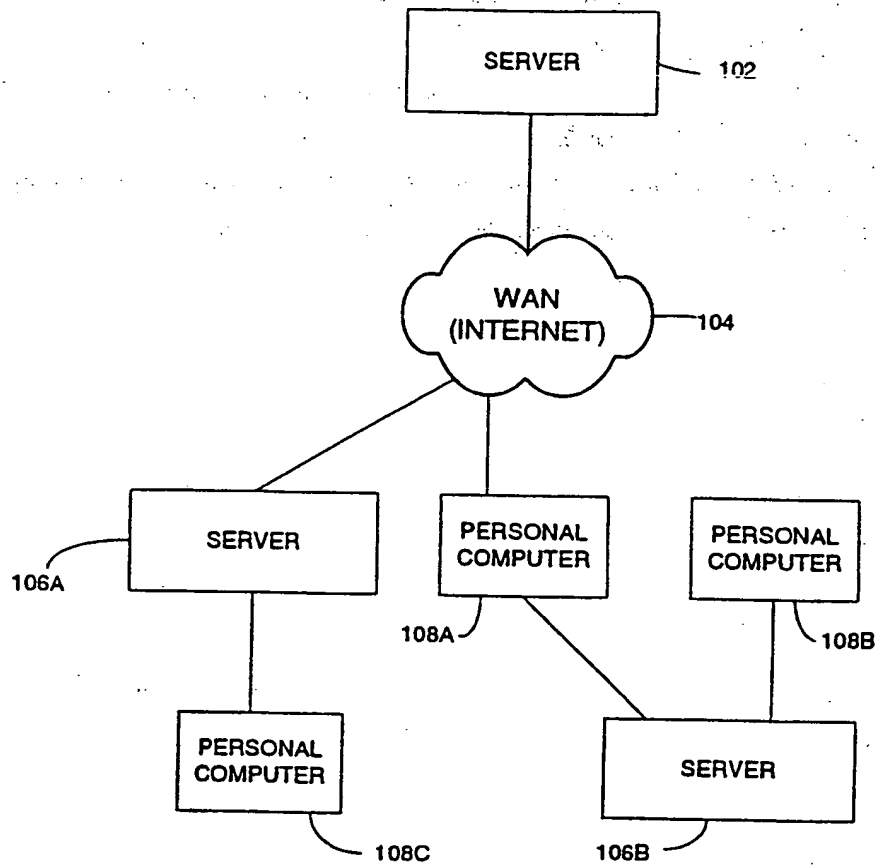 SERVER
102
WAN
(INTERNET)
104
SERVER
106A
PERSONAL
COMPUTER
108A
PERSONAL
COMPUTER
108B
PERSONAL
COMPUTER
108C
SERVER
106B